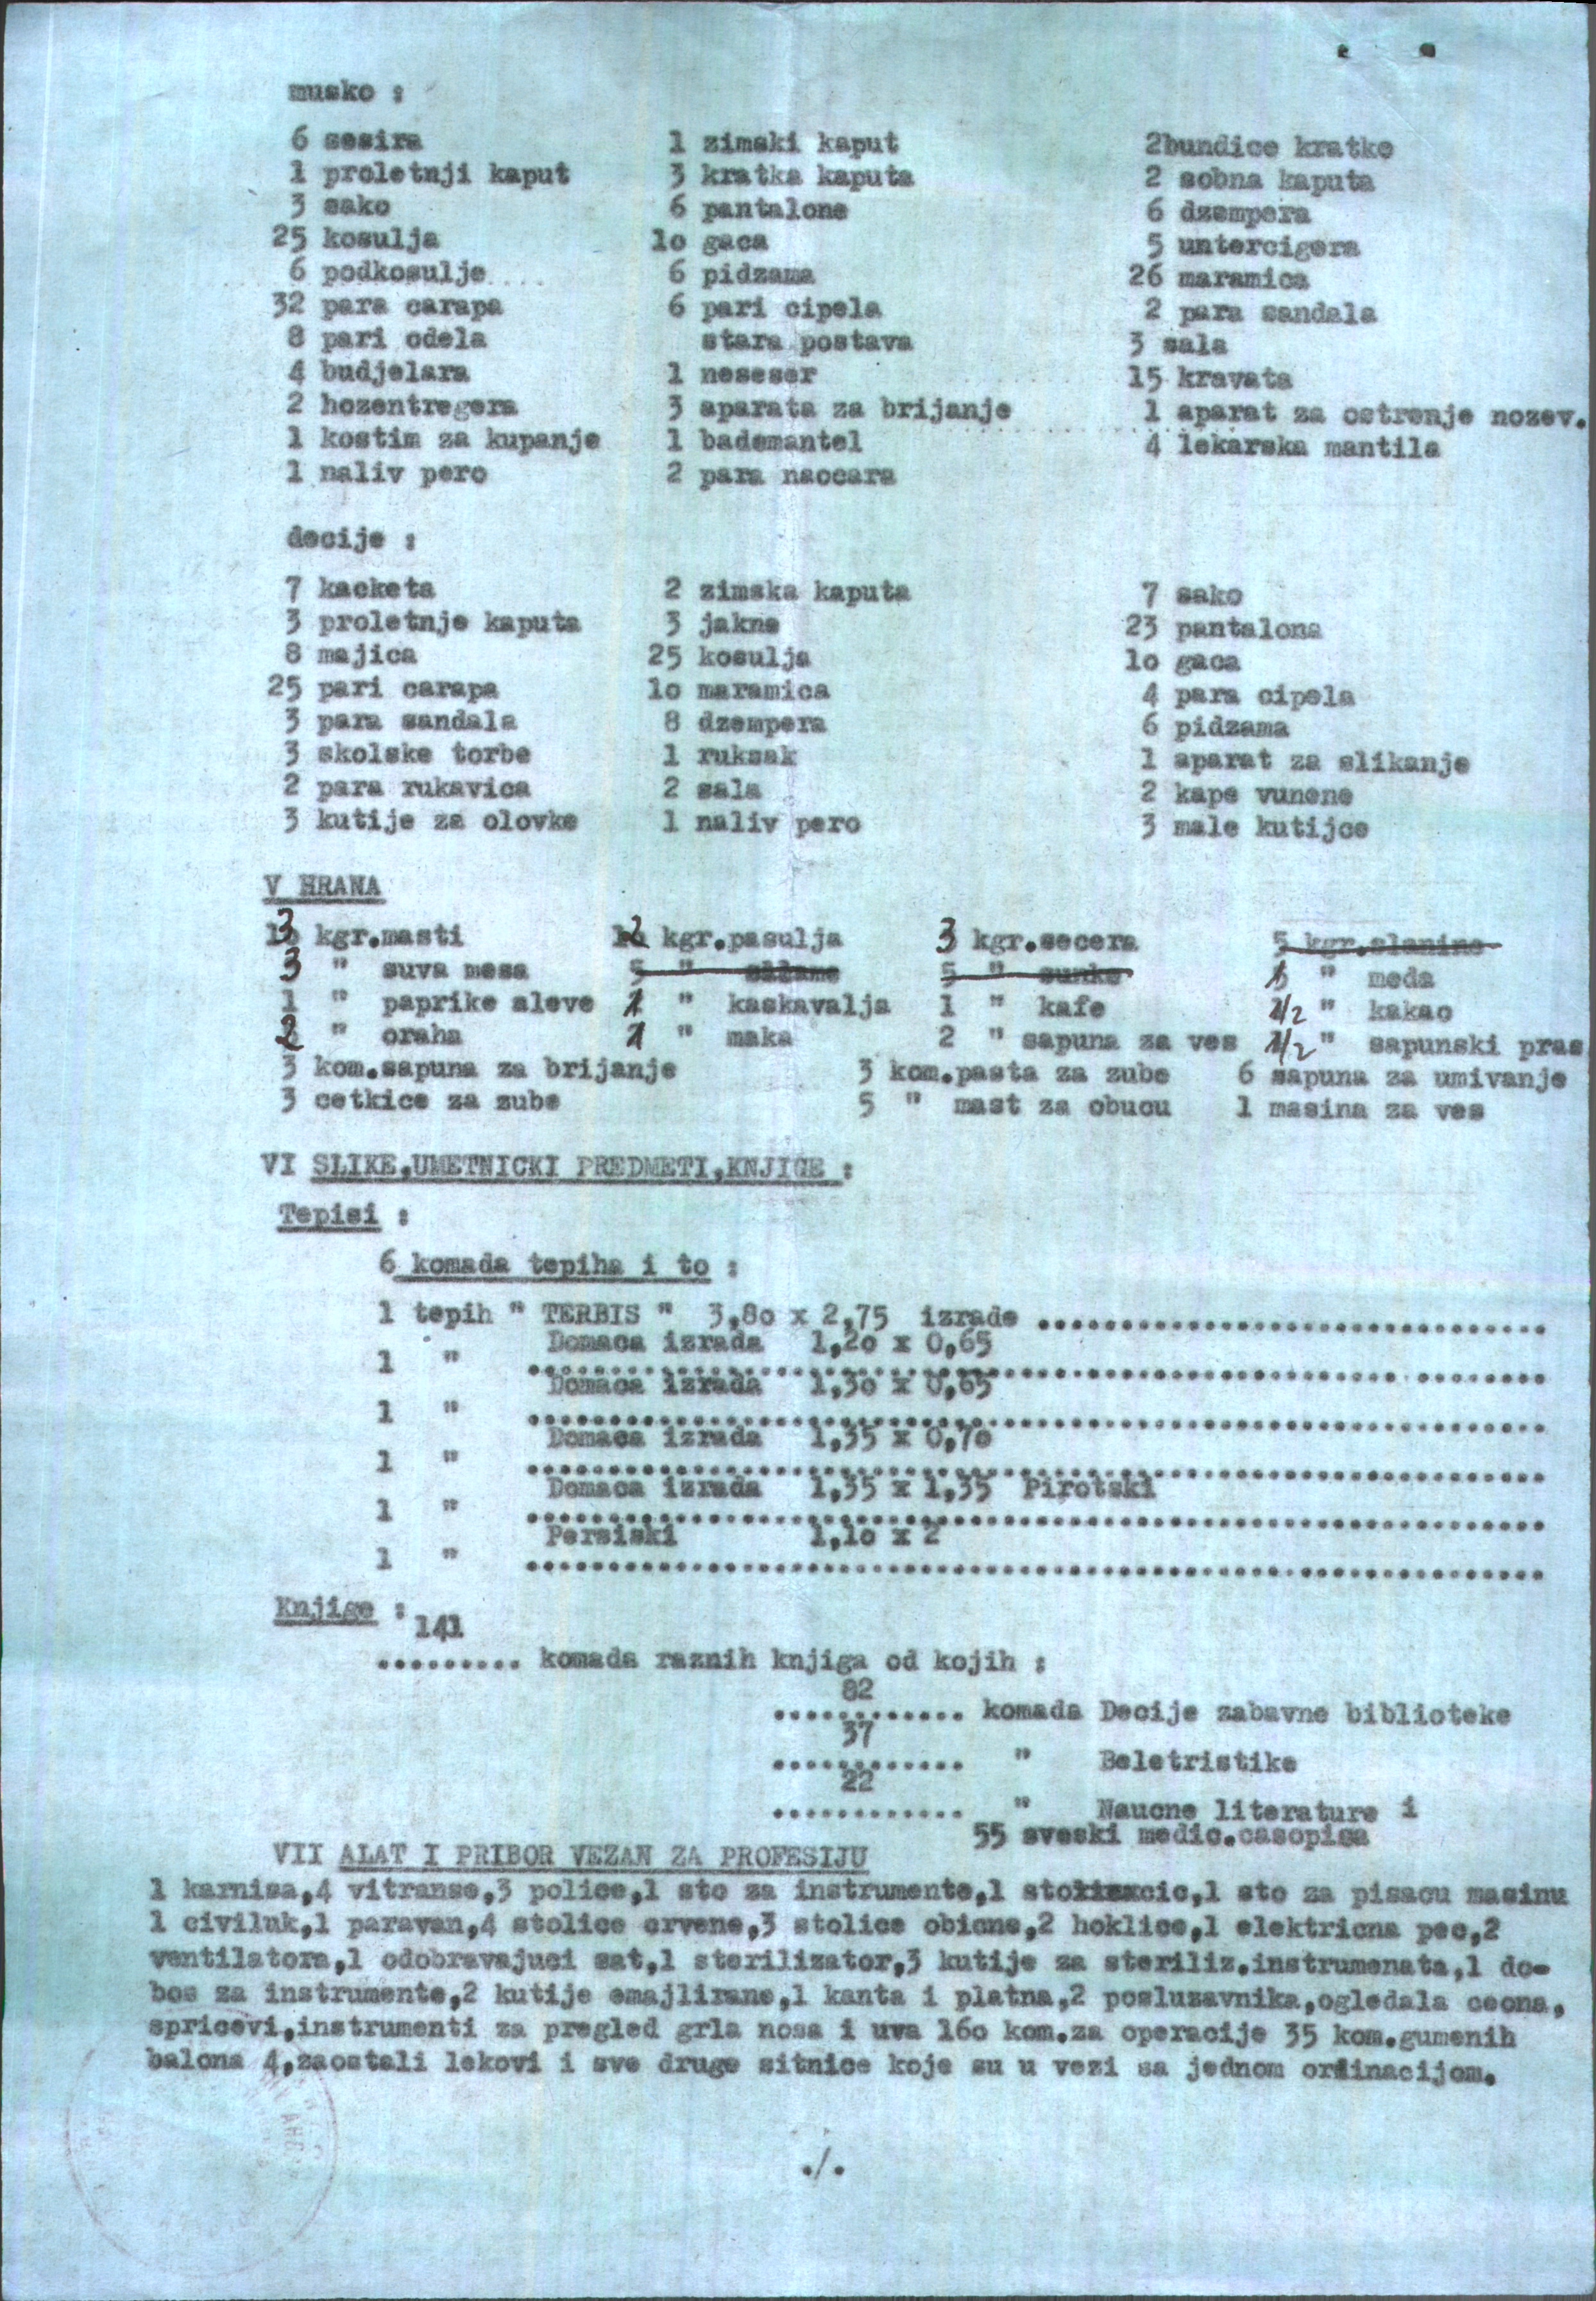 musko :
6 sesira 1 zimski kaput 2bundice kratke
1 proletnji kaput 3 kratka kaputa 2 sobna kaputa
3 sako 6 pantalone 6 dzempera
25 kosulja lo gaca 5 untercigera
6 podkosulje 6 pidzama 26 maramica
32 para carapa 6 pari cipela 2 para sandala
8 pari odela stara postava 3 sala
4 budjelara 1 neseser 15 kravata
2 hozentregera 3 aparata za brijanje 1 aparat za ostrenje nozev.
1 kostim za kupanje 1 bademantel 4 lekarska mantila
1 naliv pero 2 para naocara
decije :
7 kacketa 2 zimska kaputa 7 sako
3 proletnje kaputa 3 jakne 23 pantalona
8 majica 25 kosulja lo gaca
25 pari carapa lo maramica 4 para cipela
3 para sandala 8 dzempera 6 pidzama
3 skolske torbe 1 ruksak 1 aparat za slikanje
2 para rukavica 2 sala 2 kape vunene
3 kutije za olovke 1 naliv pero 3 male kutijce
V HRANA
3 kgr.masti 2 kgr.pasulja 3 kgr.secera 5 kgr.slanine
3 " suva mesa 5 " 5 " sunke 1 " meda
1 " paprike aleve 1 " kaskavalja 1 " kafe 1/2 " kakao
2 " oraha 1 " maka 2 " sapuna za ves 1/2 " sapunski pras
3 kom.sapuna za brijanje 3 kom.pasta za zube 6 sapuna za umivanje
3 cetkice za zube 5 " mast za obucu 1 masina za ves
VI SLIKE,UMETNICKI PREDMETI,KNJIGE :
Tepisi :
6 komada tepiha i to :
1 tepih " TERBIS " 3,8o x 2,75 izrade ...............................
Domaca izrada 1,2o x 0,65
1 " ..............................................................
Domaca izrada 1,3o x 0,65
1 " ..............................................................
Domaca izrada 1,35 x 0,7o
1 " ..............................................................
Domaca izrada 1,35 x 1,35 Pirotski
1 " ..............................................................
Persiski 1,1o x 2
1 " ..............................................................
Knjige :
141
......... komada raznih knjiga od kojih :
82
............ komada Decije zabavne biblioteke
37
............ " Beletristike
22
............ " Naucne literature i
55 sveski medic.casopisa
VII ALAT I PRIBOR VEZAN ZA PROFESIJU
1 karnisa,4 vitranse,3 police,1 sto za instrumente,1 1 sto za pisacu masinu
1 civiluk,1 paravan,4 stolice crvene,3 stolice obicne,2 hoklice,1 elektricna pec,2
ventilatora,1 odobravajuci sat,1 sterilizator,3 kutije za steriliz.instrumenata,1 do-
bos za instrumente,2 kutije emajlirane,1 kanta i platna,2 posluzavnika,ogledala ceona,
spricevi,instrumenti za pregled grla nosa i uva 16o kom.za operacije 35 kom.gumenih
balona 4,zaostali lekovi i sve druge sitnice koje su u vezi sa jednom ordinacijom.
./.